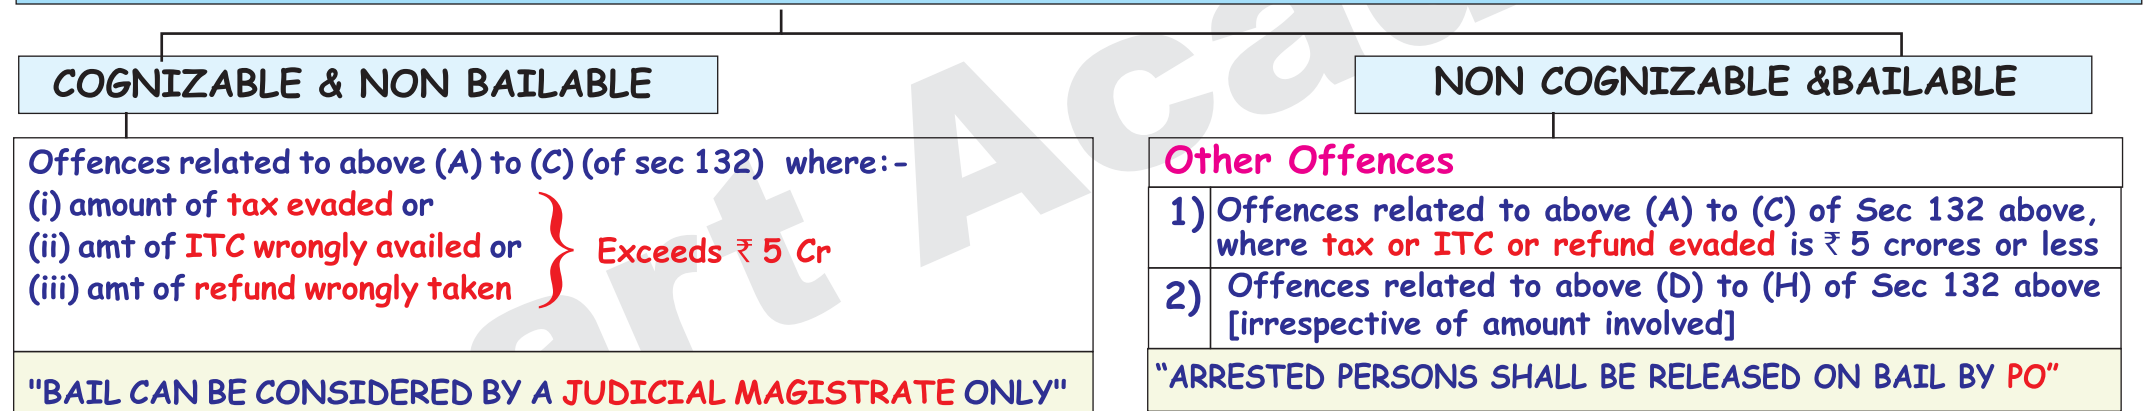 COGNIZABLE & NON BAILABLE
Offences related to above (A) to (C) (of sec 132) where:-
(i) amount of tax evaded or
(ii) amt of ITC wrongly availed or
(iii) amt of refund wrongly taken
Exceeds ₹ 5 Cr
"BAIL CAN BE CONSIDERED BY A JUDICIAL MAGISTRATE ONLY"
NON COGNIZABLE &BAILABLE
Other Offences
1) Offences related to above (A) to (C) of Sec 132 above,
where tax or ITC or refund evaded is ₹ 5 crores or less
2) Offences related to above (D) to (H) of Sec 132 above
[irrespective of amount involved]
“ARRESTED PERSONS SHALL BE RELEASED ON BAIL BY PO”